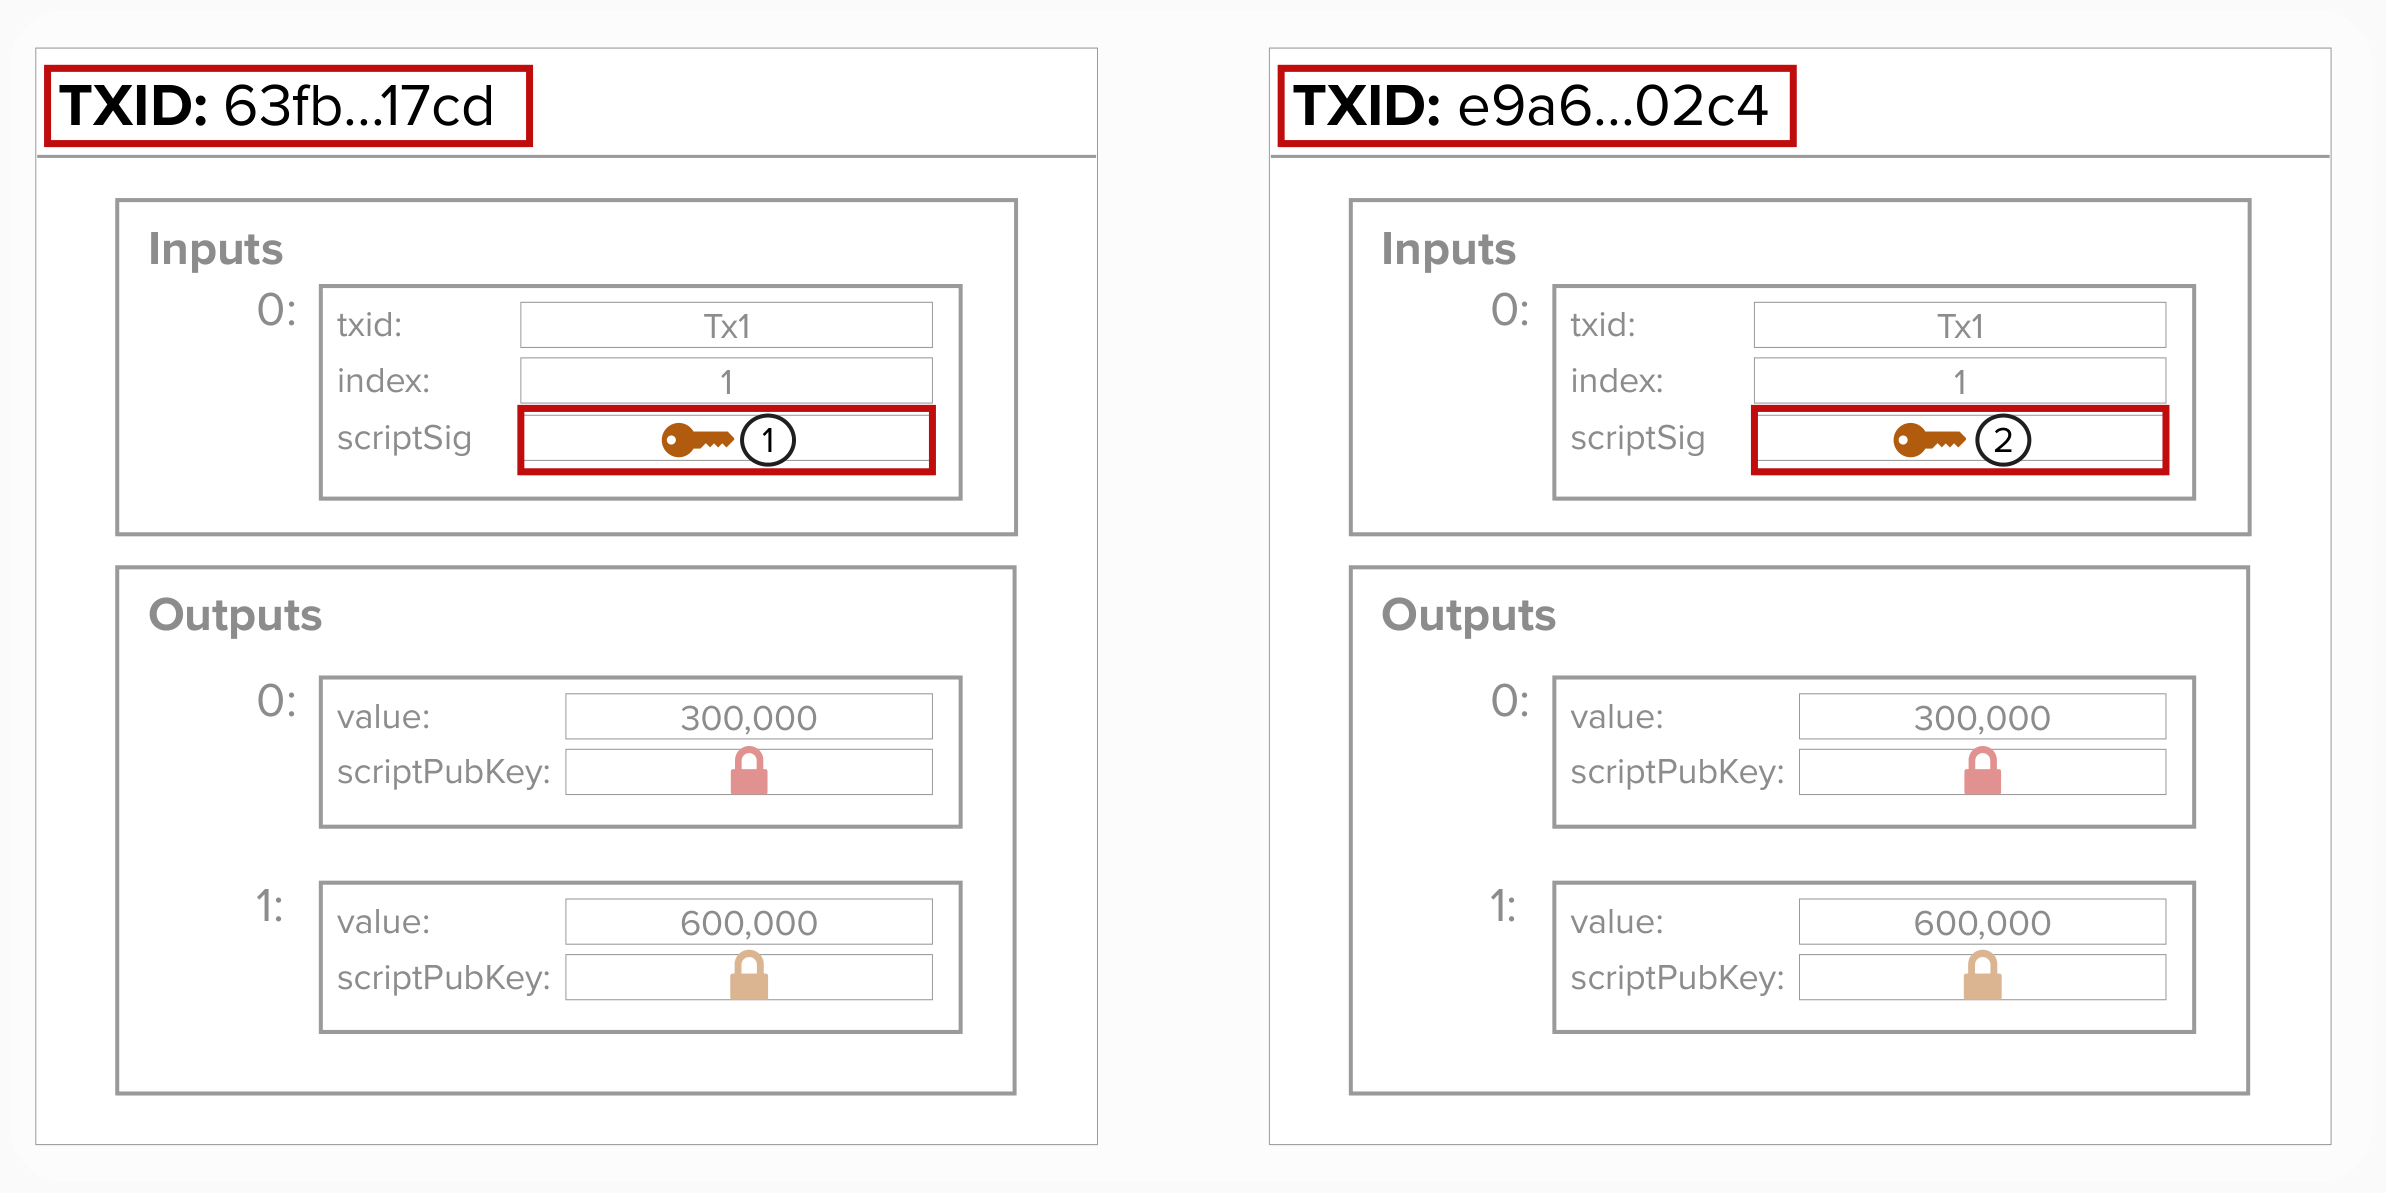 TXID: 63fb...17cd
Inputs
0:
txid: Tx1
index: 1
scriptSig 1
Outputs
0:
value: 300,000
scriptPubKey:
1:
value: 600,000
scriptPubKey:
TXID: e9a6...02c4
Inputs
0:
txid: Tx1
index: 1
scriptSig 2
Outputs
0:
value: 300,000
scriptPubKey:
1:
value: 600,000
scriptPubKey: